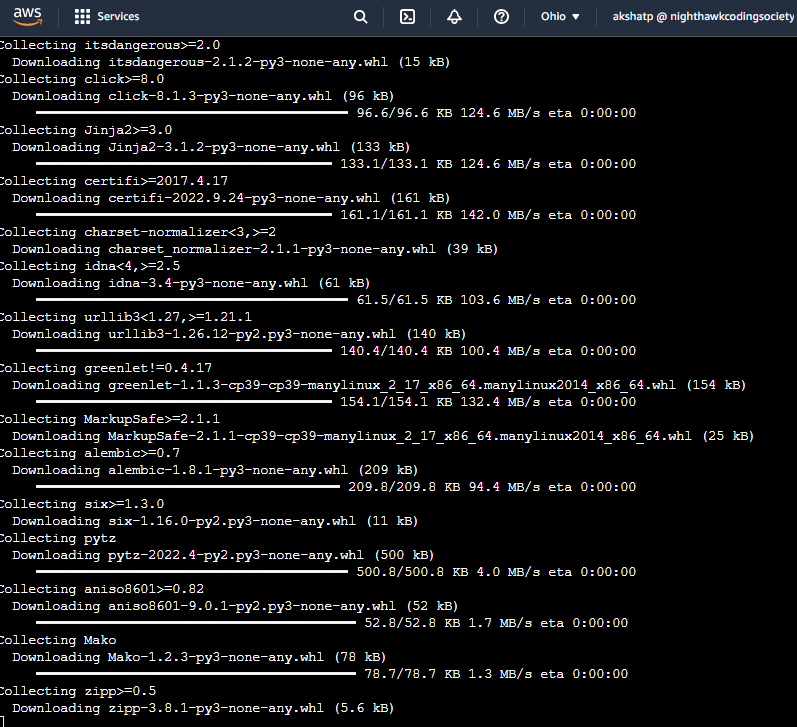 aws Services Ohio ▼ akshatp @ nighthawkcodingsociety
Collecting itsdangerous>=2.0
Downloading itsdangerous-2.1.2-py3-none-any.whl (15 kB)
Collecting click>=8.0
Downloading click-8.1.3-py3-none-any.whl (96 kB)
96.6/96.6 KB 124.6 MB/s eta 0:00:00
Collecting Jinja2>=3.0
Downloading Jinja2-3.1.2-py3-none-any.whl (133 kB)
133.1/133.1 KB 124.6 MB/s eta 0:00:00
Collecting certifi>=2017.4.17
Downloading certifi-2022.9.24-py3-none-any.whl (161 kB)
161.1/161.1 KB 142.0 MB/s eta 0:00:00
Collecting charset-normalizer<3,>=2
Downloading charset_normalizer-2.1.1-py3-none-any.whl (39 kB)
Collecting idna<4,>=2.5
Downloading idna-3.4-py3-none-any.whl (61 kB)
61.5/61.5 KB 103.6 MB/s eta 0:00:00
Collecting urllib3<1.27,>=1.21.1
Downloading urllib3-1.26.12-py2.py3-none-any.whl (140 kB)
140.4/140.4 KB 100.4 MB/s eta 0:00:00
Collecting greenlet!=0.4.17
Downloading greenlet-1.1.3-cp39-cp39-manylinux_2_17_x86_64.manylinux2014_x86_64.whl (154 kB)
154.1/154.1 KB 132.4 MB/s eta 0:00:00
Collecting MarkupSafe>=2.1.1
Downloading MarkupSafe-2.1.1-cp39-cp39-manylinux_2_17_x86_64.manylinux2014_x86_64.whl (25 kB)
Collecting alembic>=0.7
Downloading alembic-1.8.1-py3-none-any.whl (209 kB)
209.8/209.8 KB 94.4 MB/s eta 0:00:00
Collecting six>=1.3.0
Downloading six-1.16.0-py2.py3-none-any.whl (11 kB)
Collecting pytz
Downloading pytz-2022.4-py2.py3-none-any.whl (500 kB)
500.8/500.8 KB 4.0 MB/s eta 0:00:00
Collecting aniso8601>=0.82
Downloading aniso8601-9.0.1-py2.py3-none-any.whl (52 kB)
52.8/52.8 KB 1.7 MB/s eta 0:00:00
Collecting Mako
Downloading Mako-1.2.3-py3-none-any.whl (78 kB)
78.7/78.7 KB 1.3 MB/s eta 0:00:00
Collecting zipp>=0.5
Downloading zipp-3.8.1-py3-none-any.whl (5.6 kB)